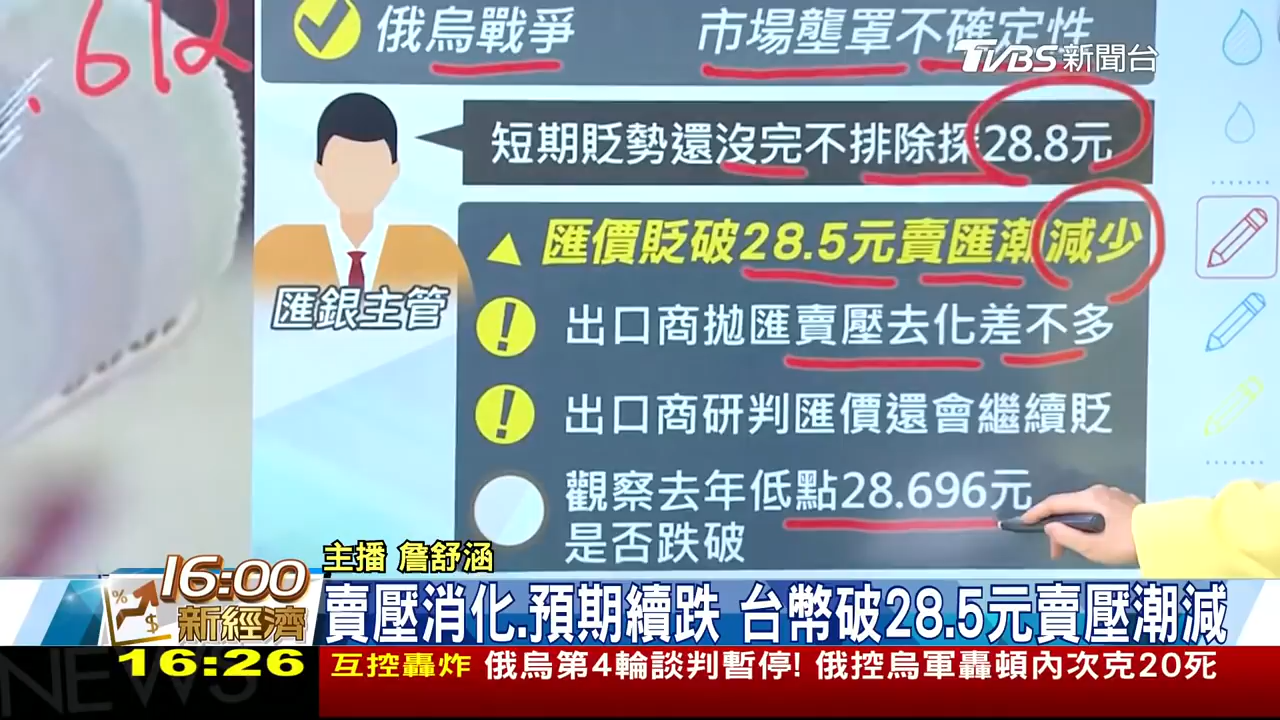 .612
俄烏戰爭 市場壟罩不確定性
TVBS新聞台
短期貶勢還沒完不排除探28.8元
匯價貶破28.5元賣匯潮減少
匯銀主管
出口商拋匯賣壓去化差不多
出口商研判匯價還會繼續貶
觀察去年低點28.696元
是否跌破
主播 詹舒涵
16:00
新經濟
% $
賣壓消化.預期續跌 台幣破28.5元賣壓潮減
NEWS
16:26
互控轟炸 俄烏第4輪談判暫停! 俄控烏軍轟頓內次克20死